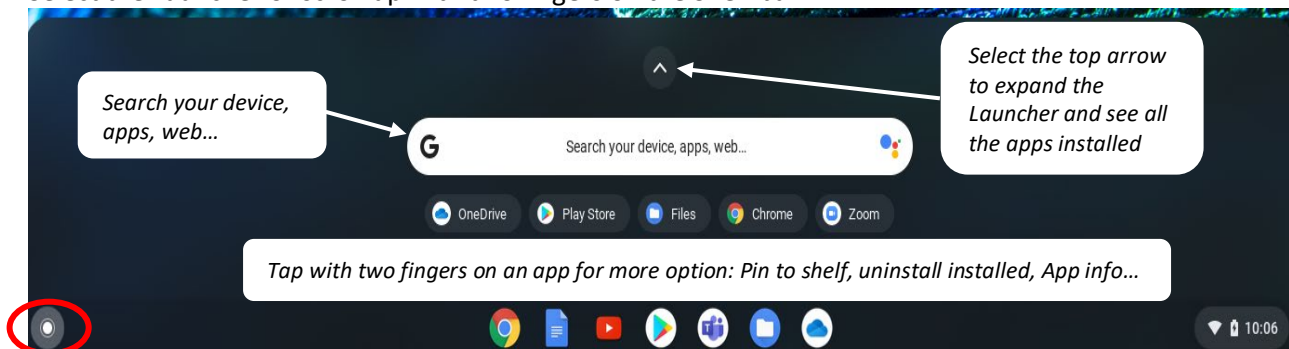 Select the top arrow
to expand the
Launcher and see all
the apps installed
Search your device,
apps, web…
G
Search your device, apps, web...
OneDrive
Play Store
Files
Chrome
Zoom
Tap with two fingers on an app for more option: Pin to shelf, uninstall installed, App info…
10:06